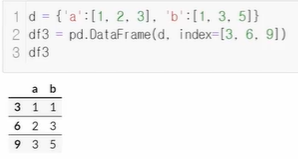 1 d = {'a':[1, 2, 3], 'b':[1, 3, 5]}
2 df3 = pd.DataFrame(d, index=[3, 6, 9])
3 df3
a b
3 1 1
6 2 3
9 3 5